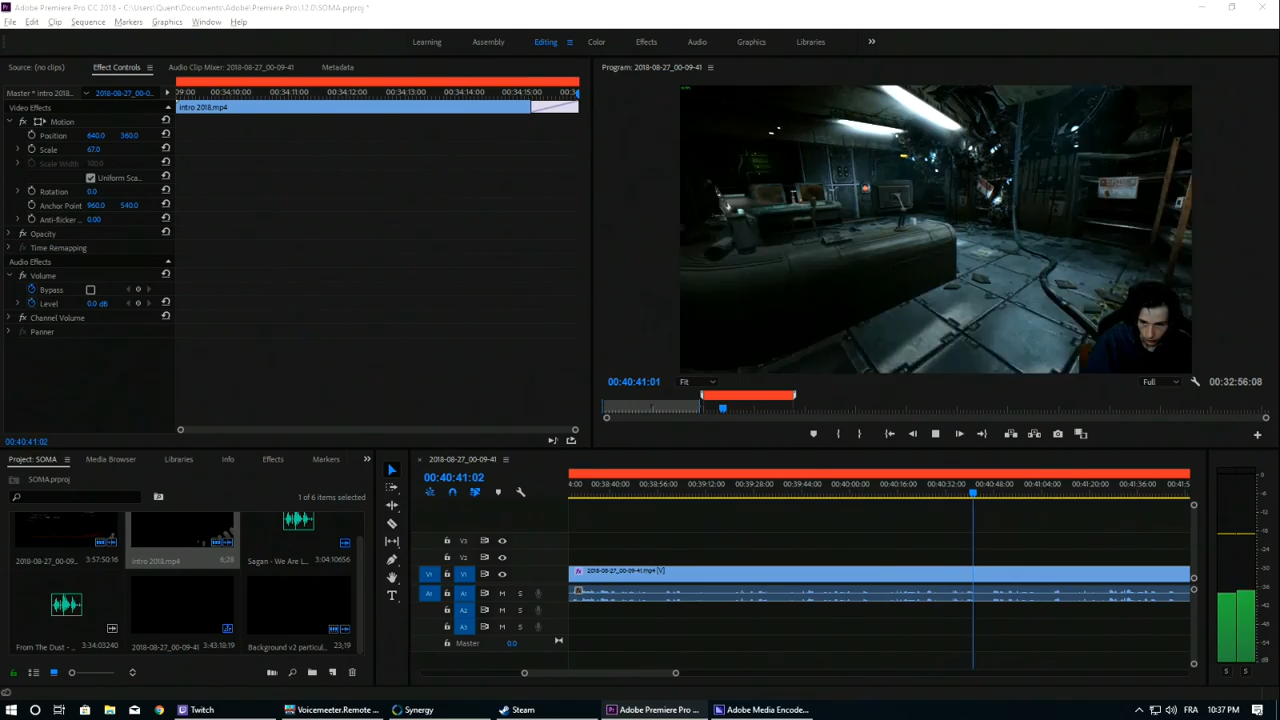 Adobe Premiere Pro CC 2018 - C:\Users\Quent\Documents\Adobe\Premiere Pro\12.0\SOMA.prproj *
File Edit Clip Sequence Markers Graphics Window Help
Learning Assembly Editing Color Effects Audio Graphics Libraries
Source: (no clips) Effect Controls Audio Clip Mixer: 2018-08-27_00-09-41 Metadata
Program: 2018-08-27_00-09-41
Master * intro 2018... 2018-08-27_00-0...
:09:00 00:34:10:00 00:34:11:00 00:34:12:00 00:34:13:00 00:34:14:00 00:34:15:00 00:3
Video Effects
intro 2018.mp4
fx Motion
Position 640.0 360.0
Scale 67.0
Scale Width 100.0
Uniform Sca...
Rotation 0.0
Anchor Point 960.0 540.0
Anti-flicker ... 0.00
fx Opacity
fx Time Remapping
Audio Effects
fx Volume
Bypass
Level 0.0 dB
fx Channel Volume
fx Panner
00:40:41:02
00:40:41:01 Fit Full 00:32:56:08
Project: SOMA Media Browser Libraries Info Effects Markers
SOMA.prproj
1 of 6 items selected
2018-08-27_00-09... 3:57:50:16
intro 2018.mp4 6;28
Sagan - We Are L... 3:04:10656
From The Dust - ... 3:34:03240
2018-08-27_00-09-41 3:43:18:19
Background v2 particul... 23;19
2018-08-27_00-09-41
00:40:41:02
:4:00 00:38:40:00 00:38:56:00 00:39:12:00 00:39:28:00 00:39:44:00 00:40:00:00 00:40:16:00 00:40:32:00 00:40:48:00 00:41:04:00 00:41:20:00 00:41:36:00 00:41:5
V3
V2
V1 V1
fx 2018-08-27_00-09-41.mp4 [V]
A1 A1 M S
A2 M S
A3 M S
Master 0.0
S S
Twitch Voicemeeter.Remote ... Synergy Steam Adobe Premiere Pro ... Adobe Media Encode... FRA 10:37 PM